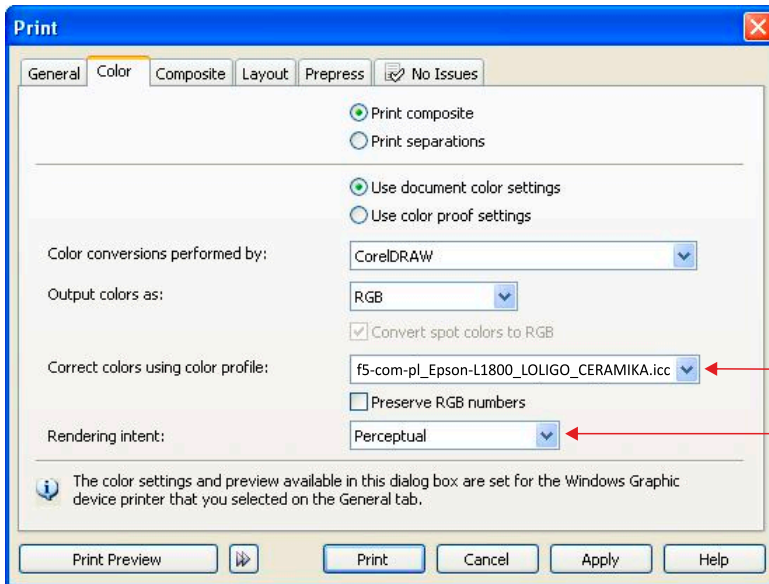 Print
General Color Composite Layout Prepress No Issues
Print composite
Print separations
Use document color settings
Use color proof settings
Color conversions performed by: CorelDRAW
Output colors as: RGB
Convert spot colors to RGB
Correct colors using color profile: f5-com-pl_Epson-L1800_LOLIGO_CERAMIKA.icc
Preserve RGB numbers
Rendering intent: Perceptual
The color settings and preview available in this dialog box are set for the Windows Graphic
device printer that you selected on the General tab.
Print Preview Print Cancel Apply Help